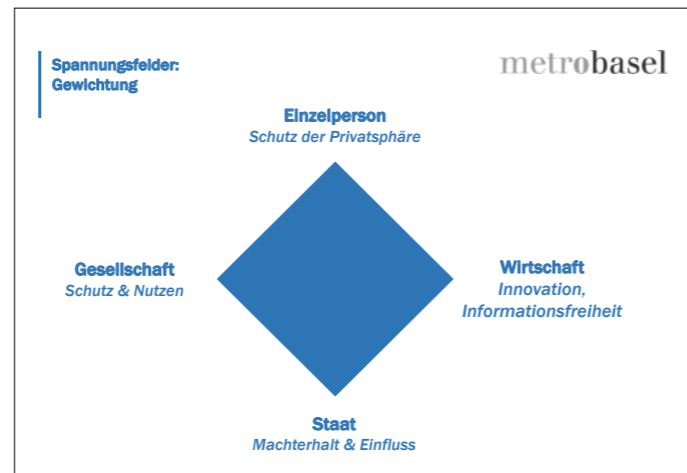 Spannungsfelder:
Gewichtung
metrobasel
Einzelperson
Schutz der Privatsphäre
Gesellschaft
Schutz & Nutzen
Wirtschaft
Innovation,
Informationsfreiheit
Staat
Machterhalt & Einfluss